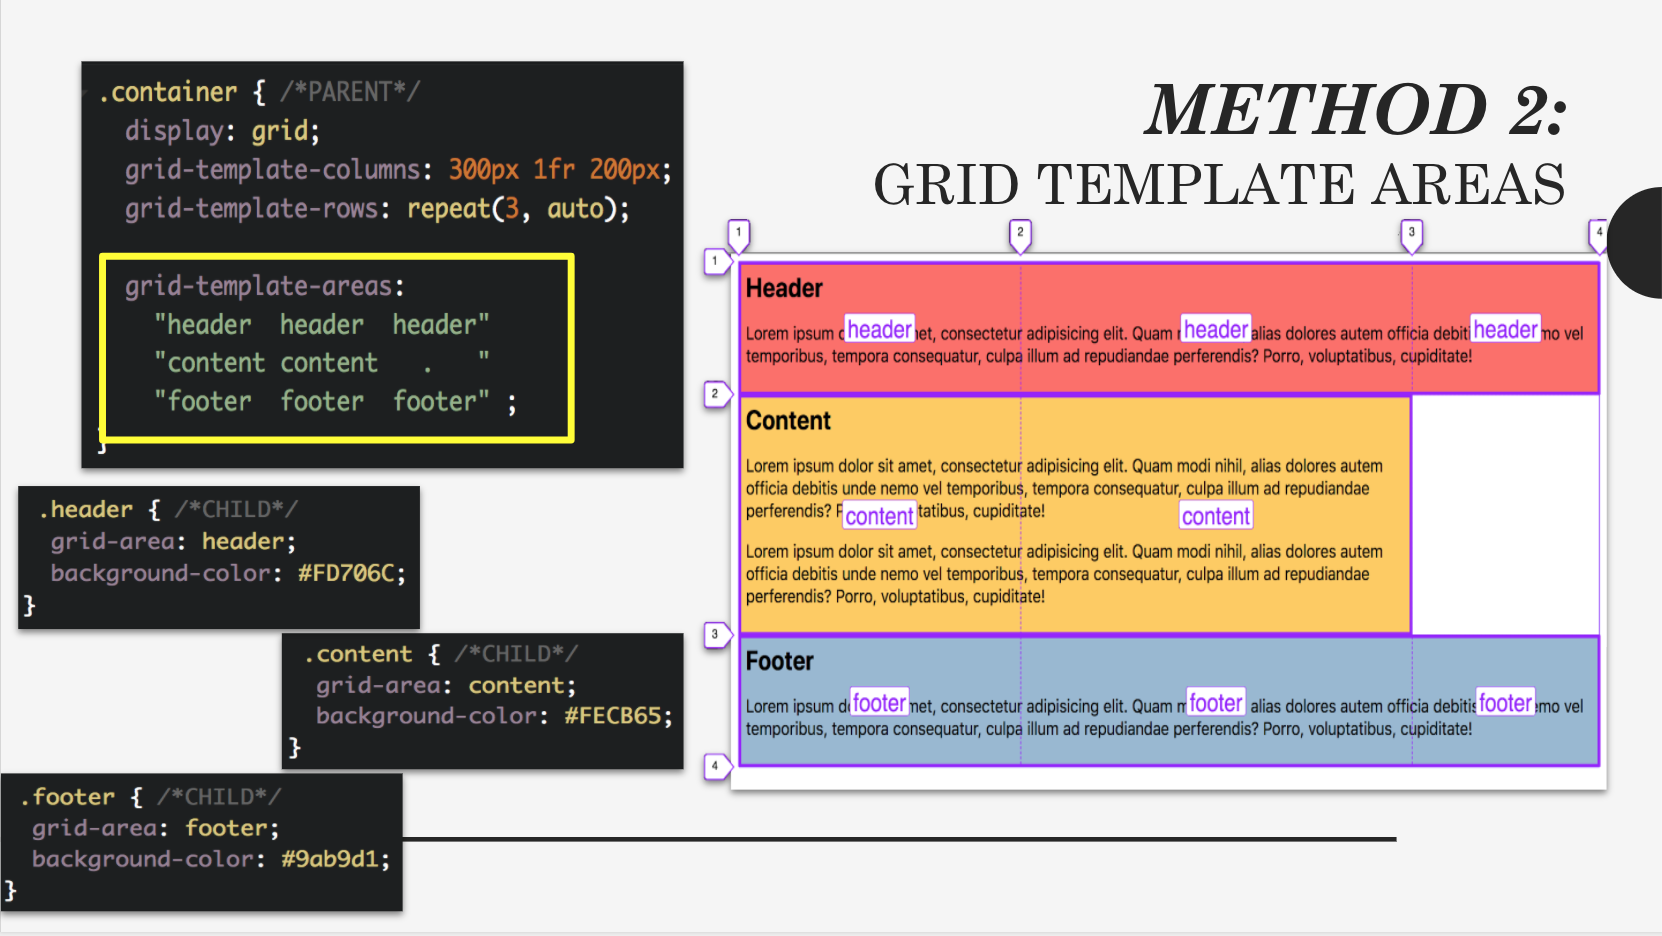 METHOD 2:
GRID TEMPLATE AREAS
.container { /*PARENT*/
display: grid;
grid-template-columns: 300px 1fr 200px;
grid-template-rows: repeat(3, auto);
grid-template-areas:
"header header header"
"content content . "
"footer footer footer" ;
}
.header { /*CHILD*/
grid-area: header;
background-color: #FD706C;
}
.content { /*CHILD*/
grid-area: content;
background-color: #FECB65;
}
.footer { /*CHILD*/
grid-area: footer;
background-color: #9ab9d1;
}
1 2 3 4
1
Header
Lorem ipsum header, consectetur adipisicing elit. Quam header alias dolores autem officia header vel
temporibus, tempora consequatur, culpa illum ad repudiandae perferendis? Porro, voluptatibus, cupiditate!
2
Content
Lorem ipsum dolor sit amet, consectetur adipisicing elit. Quam modi nihil, alias dolores autem
officia debitis unde nemo vel temporibus, tempora consequatur, culpa illum ad repudiandae
perferendis? content cupiditate! content
Lorem ipsum dolor sit amet, consectetur adipisicing elit. Quam modi nihil, alias dolores autem
officia debitis unde nemo vel temporibus, tempora consequatur, culpa illum ad repudiandae
perferendis? Porro, voluptatibus, cupiditate!
3
Footer
Lorem ipsum footer, consectetur adipisicing elit. Quam footer alias dolores autem officia footer vel
temporibus, tempora consequatur, culpa illum ad repudiandae perferendis? Porro, voluptatibus, cupiditate!
4